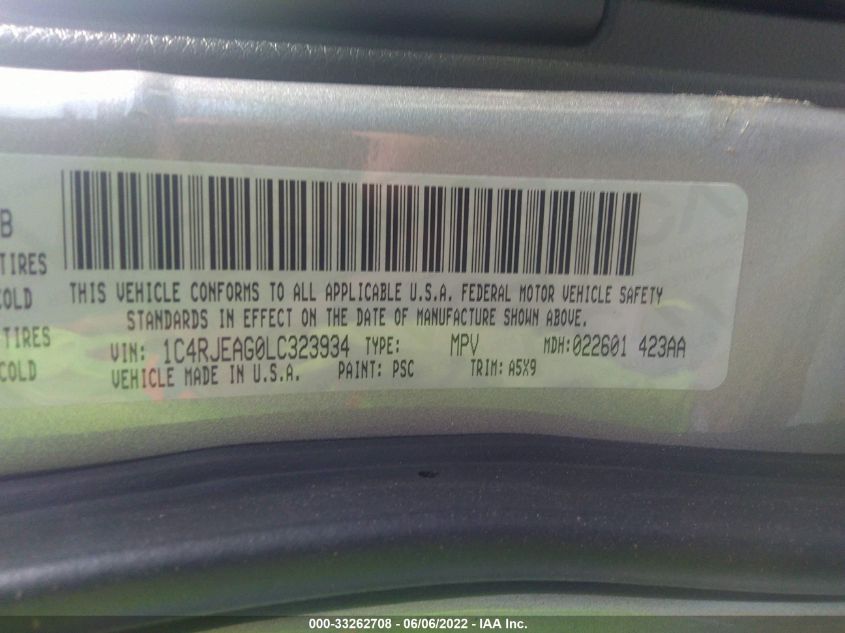 B
TIRES
COLD
TIRES
COLD
THIS VEHICLE CONFORMS TO ALL APPLICABLE U.S.A. FEDERAL MOTOR VEHICLE SAFETY
STANDARDS IN EFFECT ON THE DATE OF MANUFACTURE SHOWN ABOVE.
VIN: 1C4RJEAG0LC323934 TYPE: MPV MDH:022601 423AA
VEHICLE MADE IN U.S.A. PAINT: PSC TRIM: A5X9
000-33262708 - 06/06/2022 - IAA Inc.